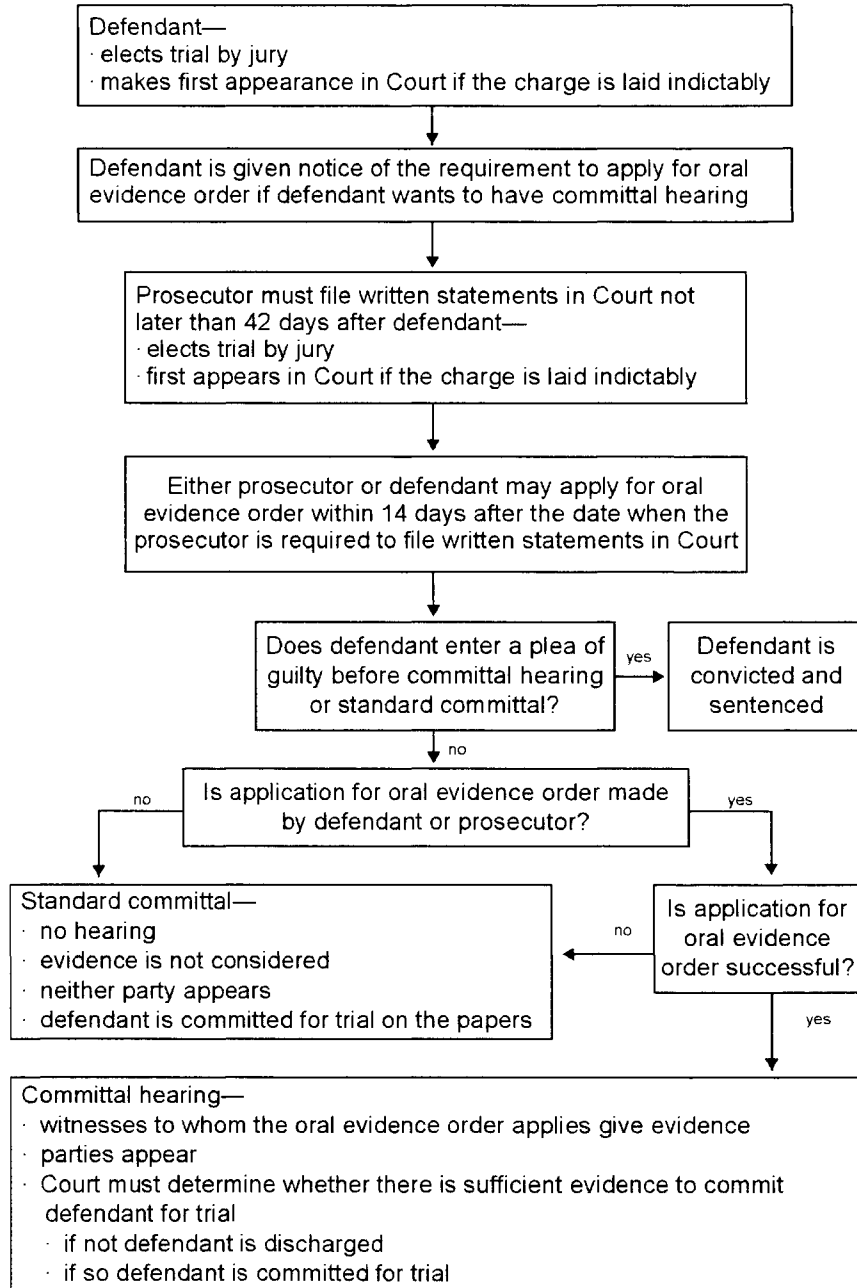 Defendant—
· elects trial by jury
· makes first appearance in Court if the charge is laid indictably
Defendant is given notice of the requirement to apply for oral
evidence order if defendant wants to have committal hearing
Prosecutor must file written statements in Court not
later than 42 days after defendant—
· elects trial by jury
· first appears in Court if the charge is laid indictably
Either prosecutor or defendant may apply for oral
evidence order within 14 days after the date when the
prosecutor is required to file written statements in Court
Does defendant enter a plea of
guilty before committal hearing
or standard committal?
yes
Defendant is
convicted and
sentenced
no
Is application for oral evidence order made
by defendant or prosecutor?
no
yes
Standard committal—
· no hearing
· evidence is not considered
· neither party appears
· defendant is committed for trial on the papers
no
Is application for
oral evidence
order successful?
yes
Committal hearing—
· witnesses to whom the oral evidence order applies give evidence
· parties appear
· Court must determine whether there is sufficient evidence to commit
defendant for trial
· if not defendant is discharged
· if so defendant is committed for trial